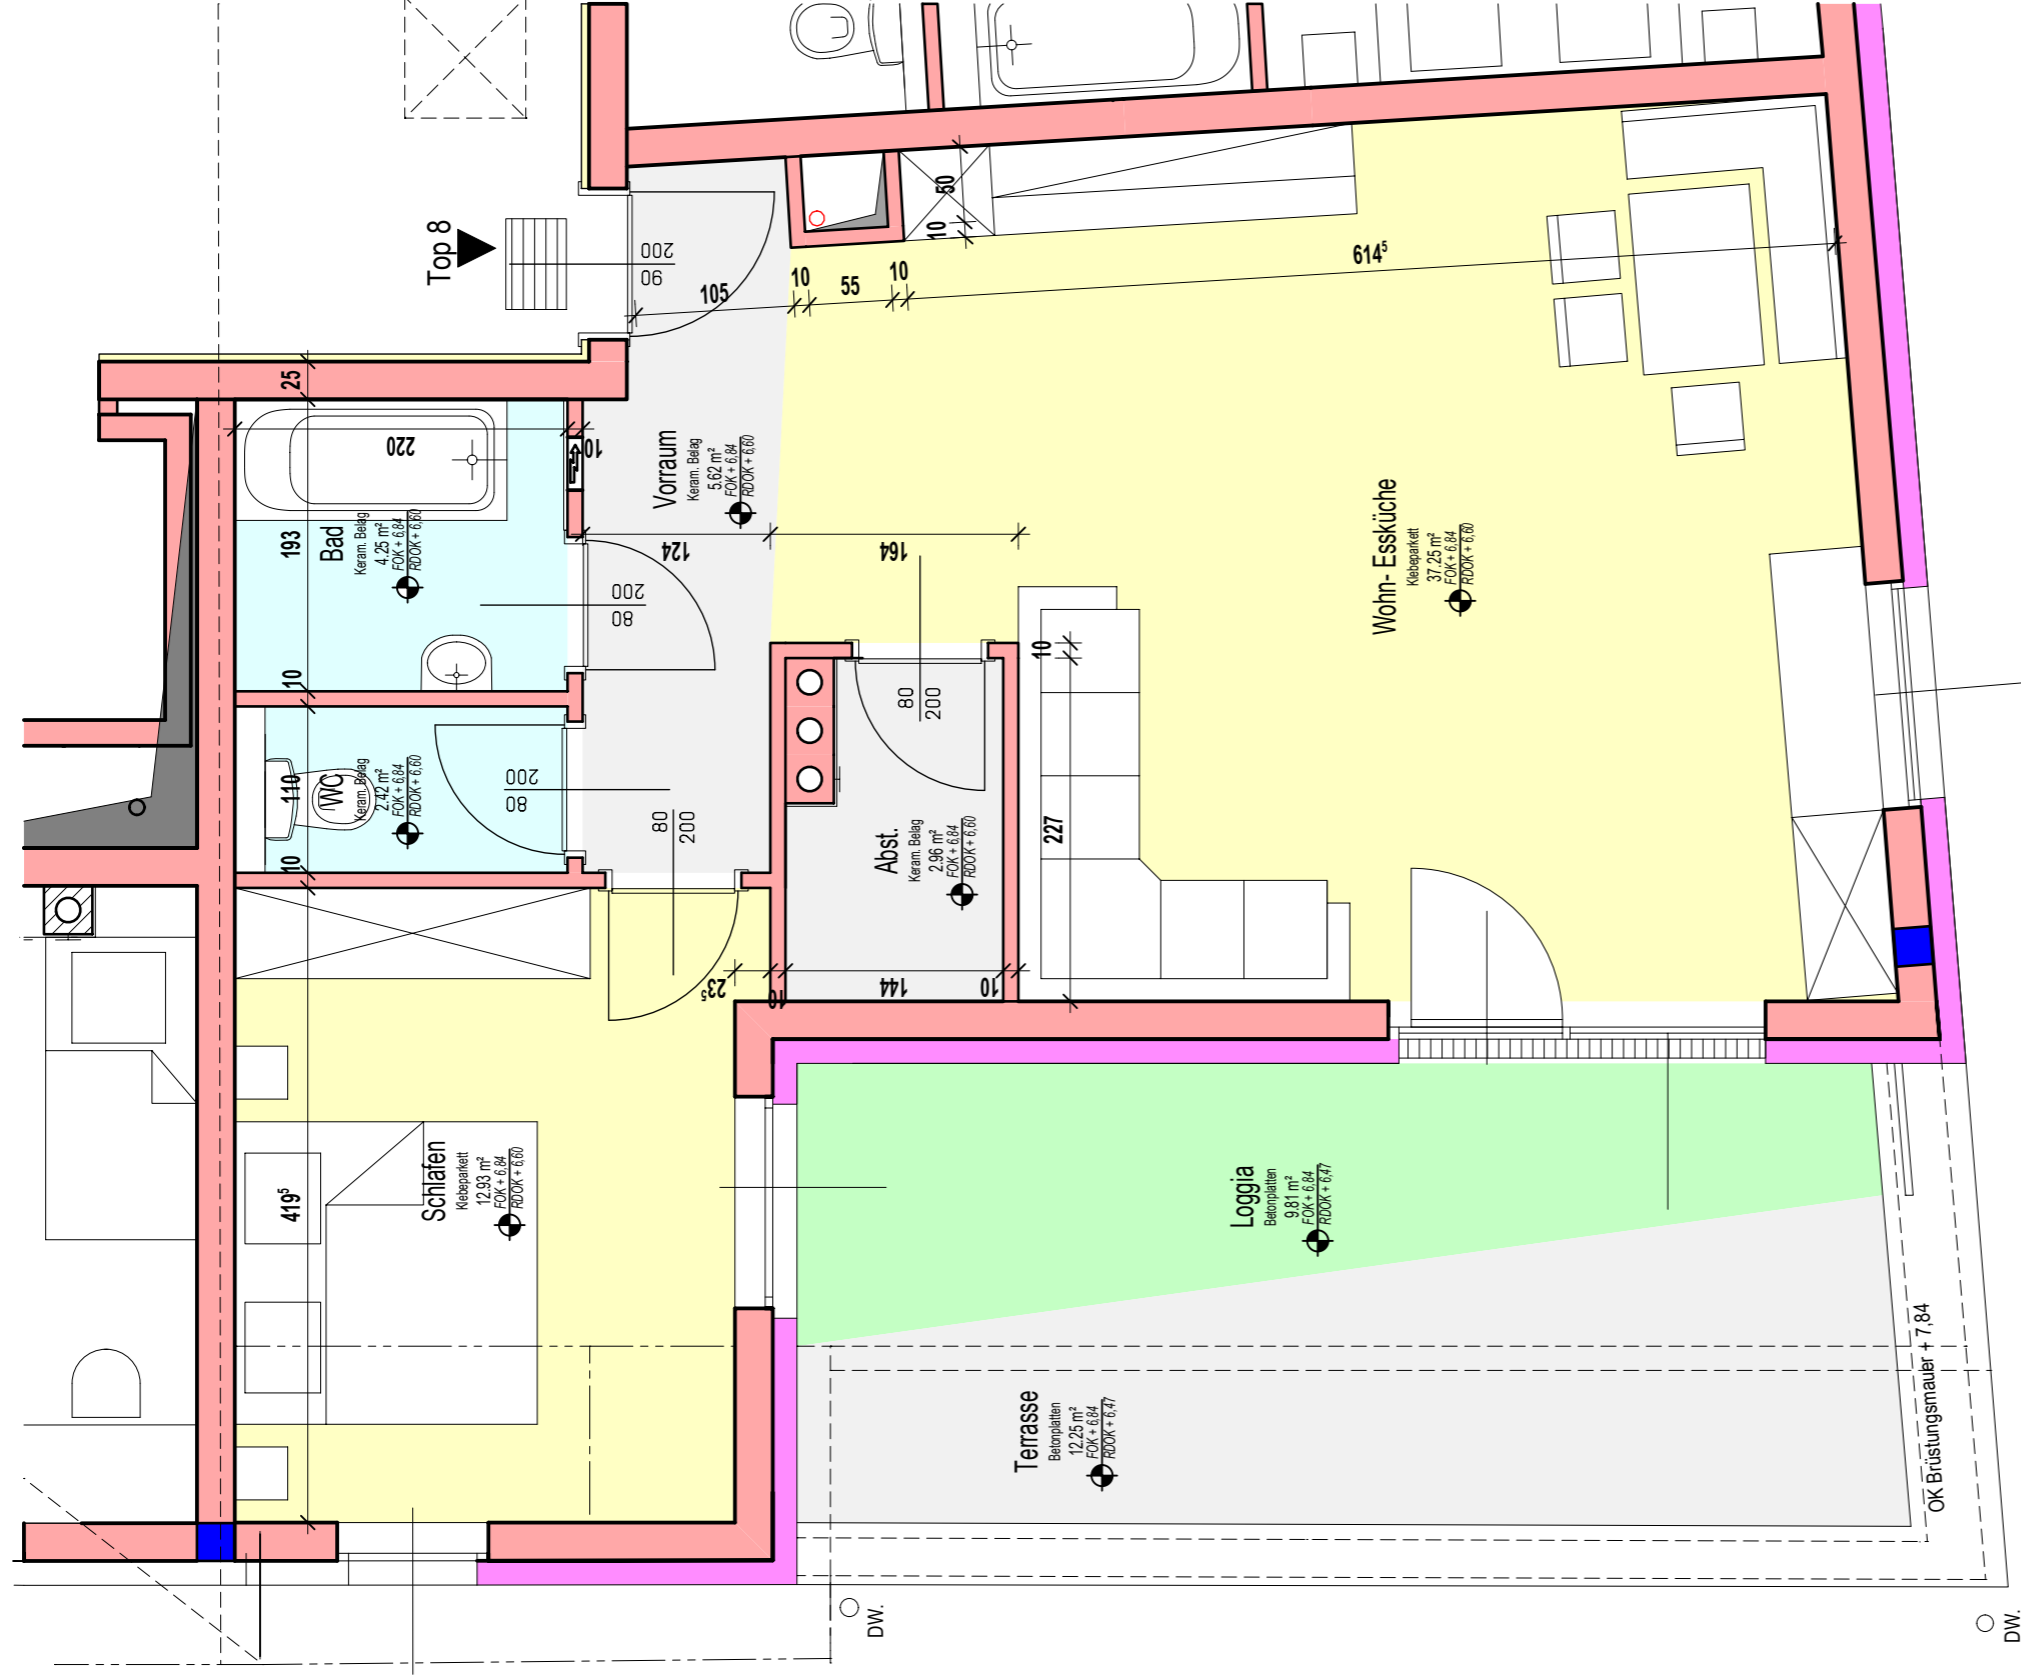 Top 8
90
200
105
10
55
10
614⁵
50
10
25
220
10
193
Bad
Keram. Belag
4.25 m²
FOK + 6,84
RDOK + 6,60
Vorraum
Keram. Belag
5.62 m²
FOK + 6,84
RDOK + 6,60
124
164
80
200
10
110
WC
Keram. Belag
2.42 m²
FOK + 6,84
RDOK + 6,60
80
200
10
80
200
80
200
Abst.
Keram. Belag
2.96 m²
FOK + 6,84
RDOK + 6,60
10
227
Wohn- Essküche
Klebeparkett
37.25 m²
FOK + 6,84
RDOK + 6,60
23⁵
10
144
10
419⁵
Schlafen
Klebeparkett
12.93 m²
FOK + 6,84
RDOK + 6,60
Loggia
Betonplatten
9.81 m²
FOK + 6,84
RDOK + 6,47
Terrasse
Betonplatten
12.25 m²
FOK + 6,84
RDOK + 6,47
OK Brüstungsmauer + 7,84
DW.
DW.